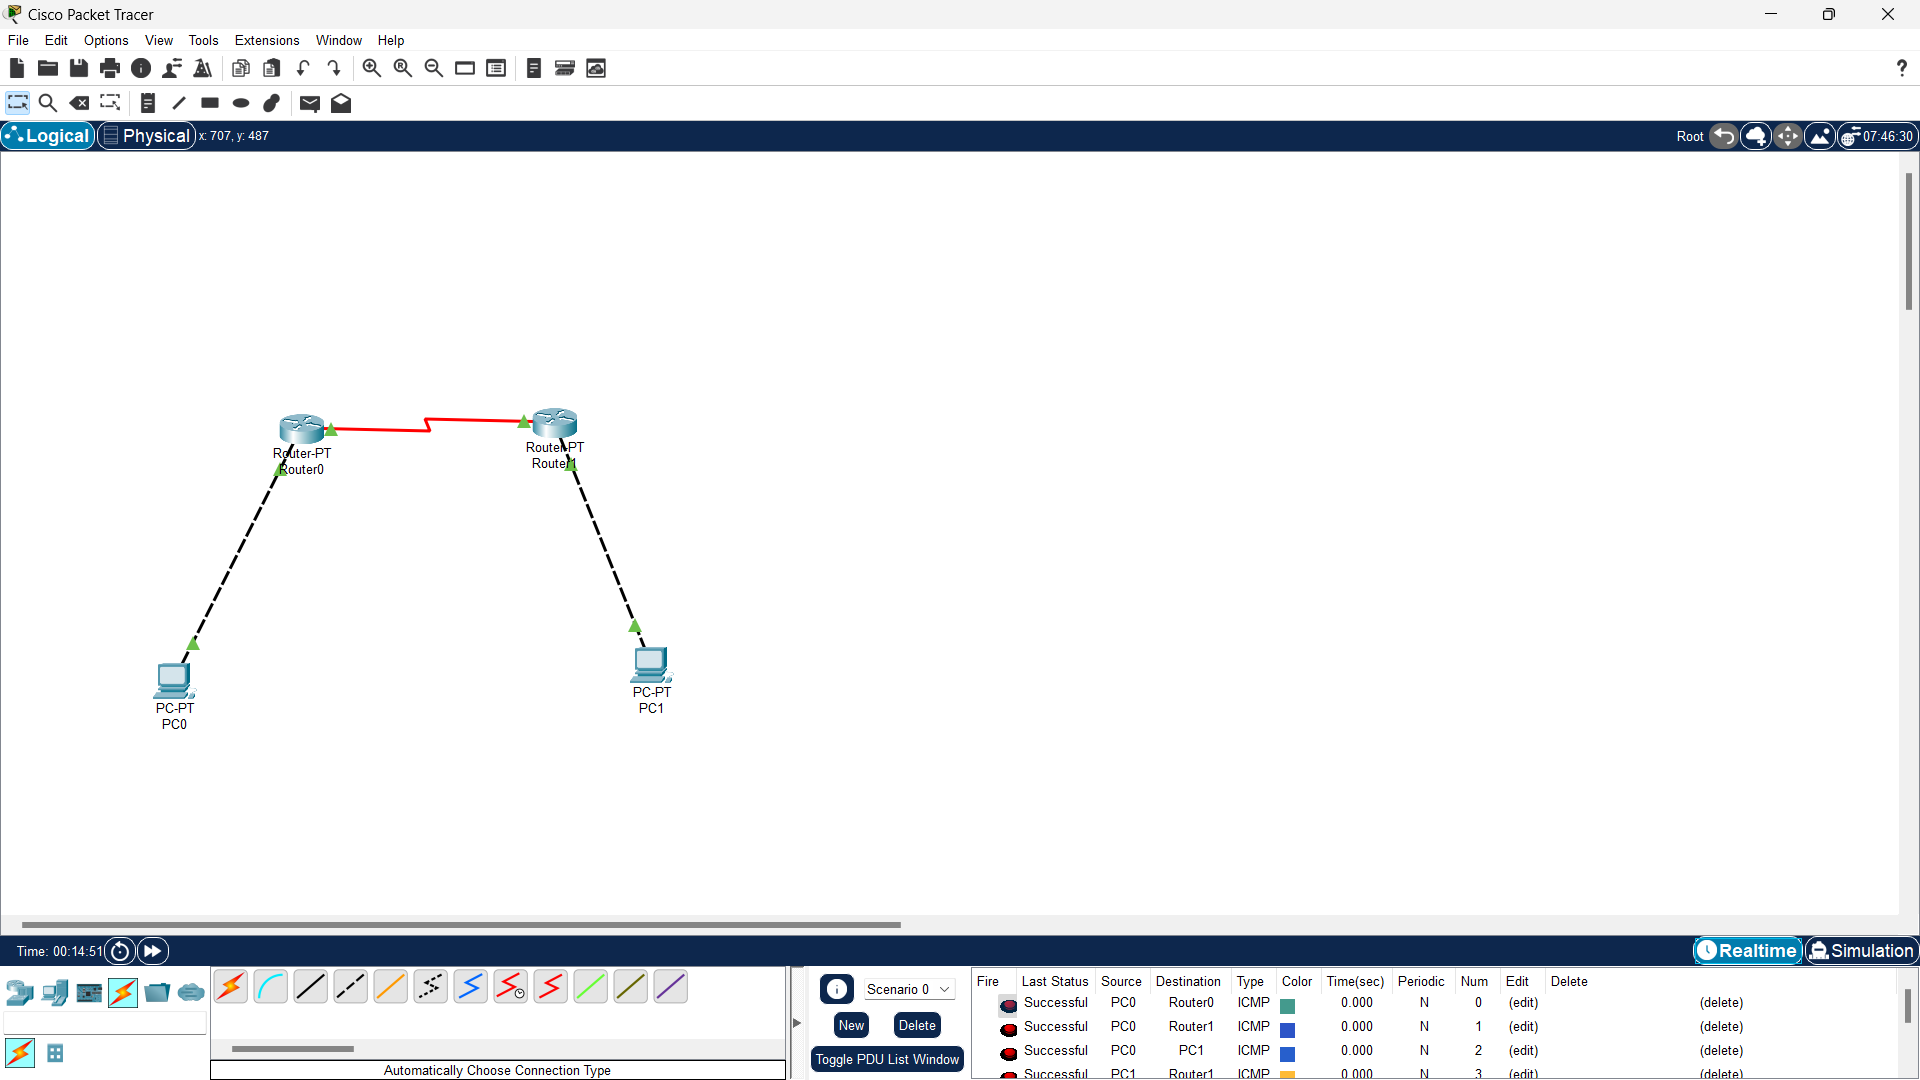 Cisco Packet Tracer
File Edit Options View Tools Extensions Window Help
?
Logical Physical x: 707, y: 487 Root 07:46:30
Router-PT
Router0
Router-PT
Router1
PC-PT
PC0
PC-PT
PC1
Time: 00:14:51 Realtime Simulation
Scenario 0
New Delete
Toggle PDU List Window
Automatically Choose Connection Type
Fire Last Status Source Destination Type Color Time(sec) Periodic Num Edit Delete
Successful PC0 Router0 ICMP 0.000 N 0 (edit) (delete)
Successful PC0 Router1 ICMP 0.000 N 1 (edit) (delete)
Successful PC0 PC1 ICMP 0.000 N 2 (edit) (delete)
Successful PC1 Router1 ICMP 0.000 N 3 (edit) (delete)